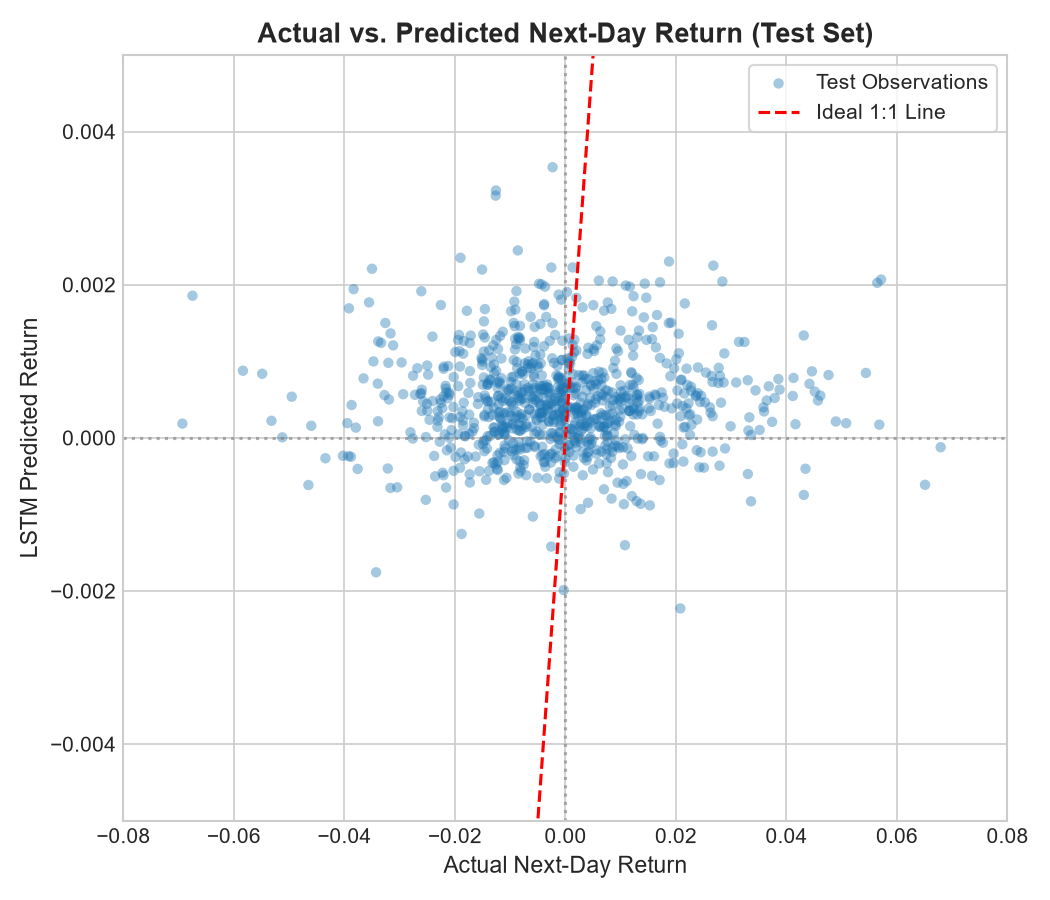 Actual vs. Predicted Next-Day Return (Test Set)
Test Observations
Ideal 1:1 Line
LSTM Predicted Return
0.004
0.002
0.000
−0.002
−0.004
−0.08 −0.06 −0.04 −0.02 0.00 0.02 0.04 0.06 0.08
Actual Next-Day Return